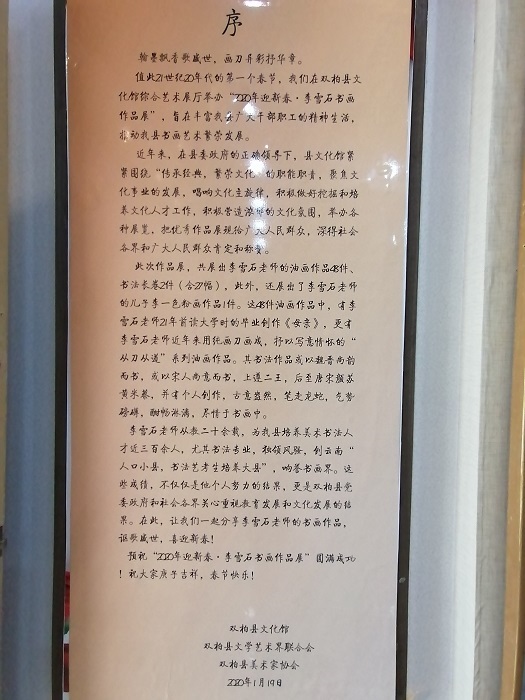 序
翰墨飘香歌盛世，画刀异彩抒华章。
值此21世纪20年代的第一个春节，我们在双柏县文
化馆综合艺术展厅举办“2020年迎新春·李雪石书画
作品展”，旨在丰富我县广大干部职工的精神生活，
推动我县书画艺术繁荣发展。
近年来，在县委政府的正确领导下，县文化馆紧
紧围绕“传承经典，繁荣文化”的职能职责，聚焦文
化事业的发展，唱响文化主旋律，积极做好挖掘和培
养文化人才工作，积极营造浓厚的文化氛围，举办各
种展览，把优秀作品展现给广大人民群众，深得社会
各界和广大人民群众肯定和称赞。
此次作品展，共展出李雪石老师的油画作品48件、
书法长卷2件（含27幅），此外，还展出了李雪石老师
的儿子李一色粉画作品1件。这48件油画作品中，有李
雪石老师21年前读大学时的毕业创作《母亲》，更有
李雪石老师近年来用纯画刀画成，抒以写意情怀的“
从刀从道”系列油画作品。其书法作品或以魏晋尚韵
而书，或以宋人尚意而书，上追二王，后至唐宋颜苏
黄米蔡，并有个人创作，古意盎然，笔走龙蛇，气势
磅礴，酣畅淋漓，尽情于书画中。
李雪石老师从教二十余载，为我县培养美术书法人
才近三百余人，尤其书法专业，独领风骚，创云南“
人口小县，书法艺考生培养大县”，响誉书画界。这
些成绩，不仅仅是他个人努力的结果，更是双柏县党
委政府和社会各界关心重视教育发展和文化发展的结
果。在此，让我们一起分享李雪石老师的书画作品，
讴歌盛世，喜迎新春！
预祝“2020年迎新春·李雪石书画作品展”圆满成功
！祝大家庚子吉祥，春节快乐！
双柏县文化馆
双柏县文学艺术界联合会
双柏县美术家协会
2020年1月19日